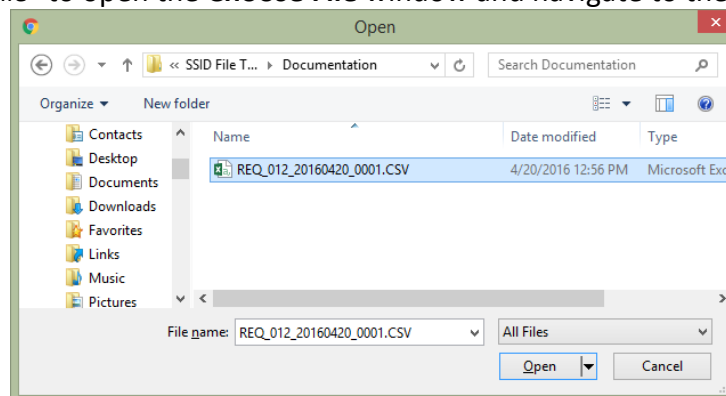 to open the Choose File window and navigate to the
Open
« SSID File T... Documentation
Search Documentation
Organize New folder
Contacts
Desktop
Documents
Downloads
Favorites
Links
Music
Pictures
Name Date modified Type
REQ_012_20160420_0001.CSV 4/20/2016 12:56 PM Microsoft Exc
File name: REQ_012_20160420_0001.CSV
All Files
Open
Cancel